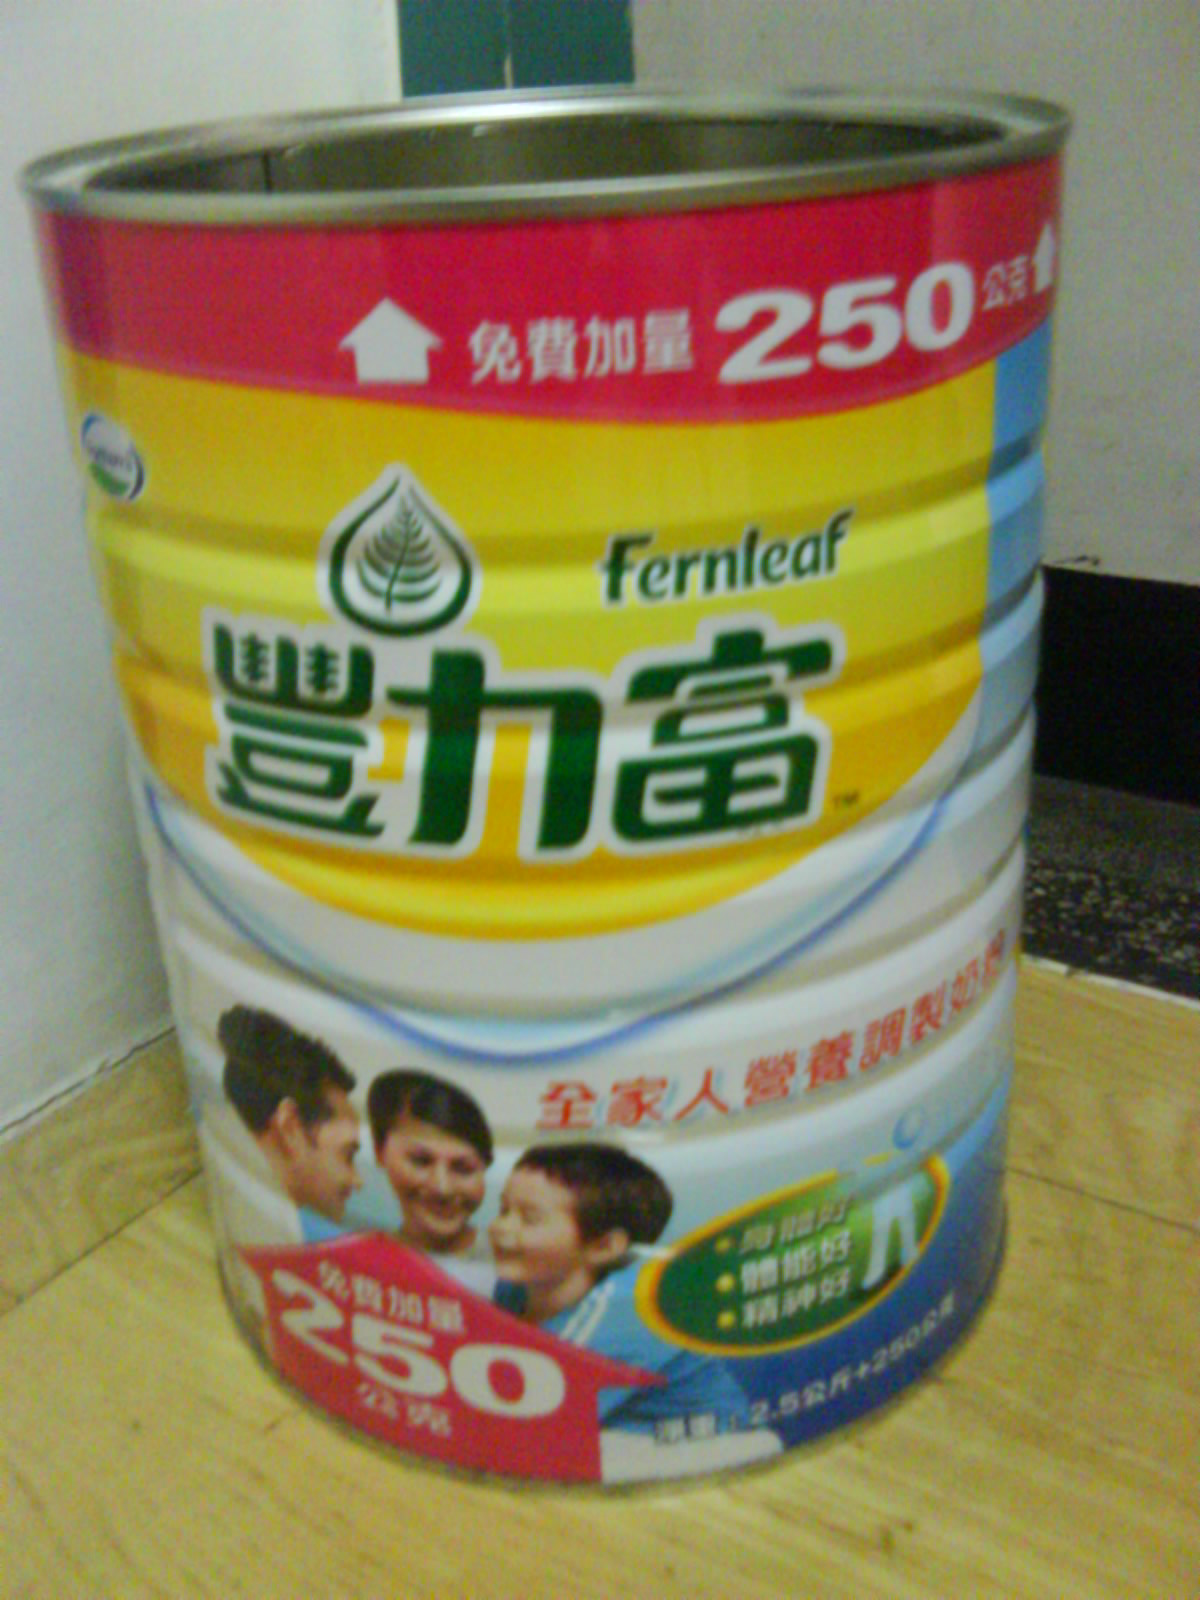 免費加量 250 公克
Fernleaf
豐力富™
全家人營養調製奶粉
身體好
體能好
精神好
免費加量
250
公克
淨重：2.5公斤+250公克